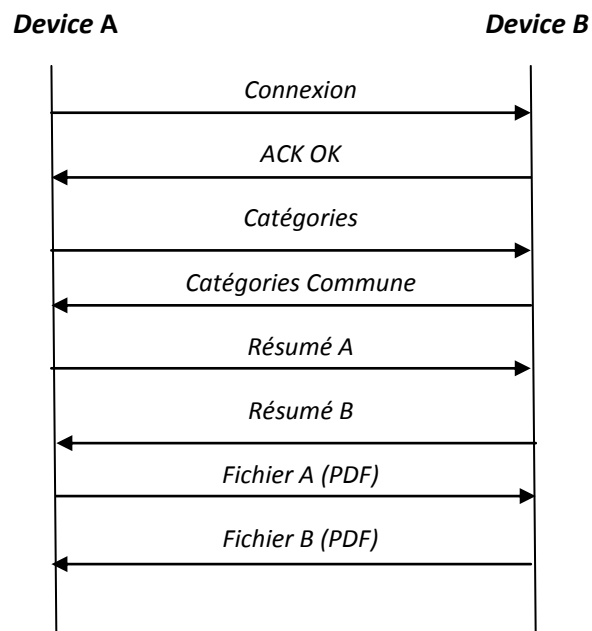 Device A
Device B
Connexion
ACK OK
Catégories
Catégories Commune
Résumé A
Résumé B
Fichier A (PDF)
Fichier B (PDF)